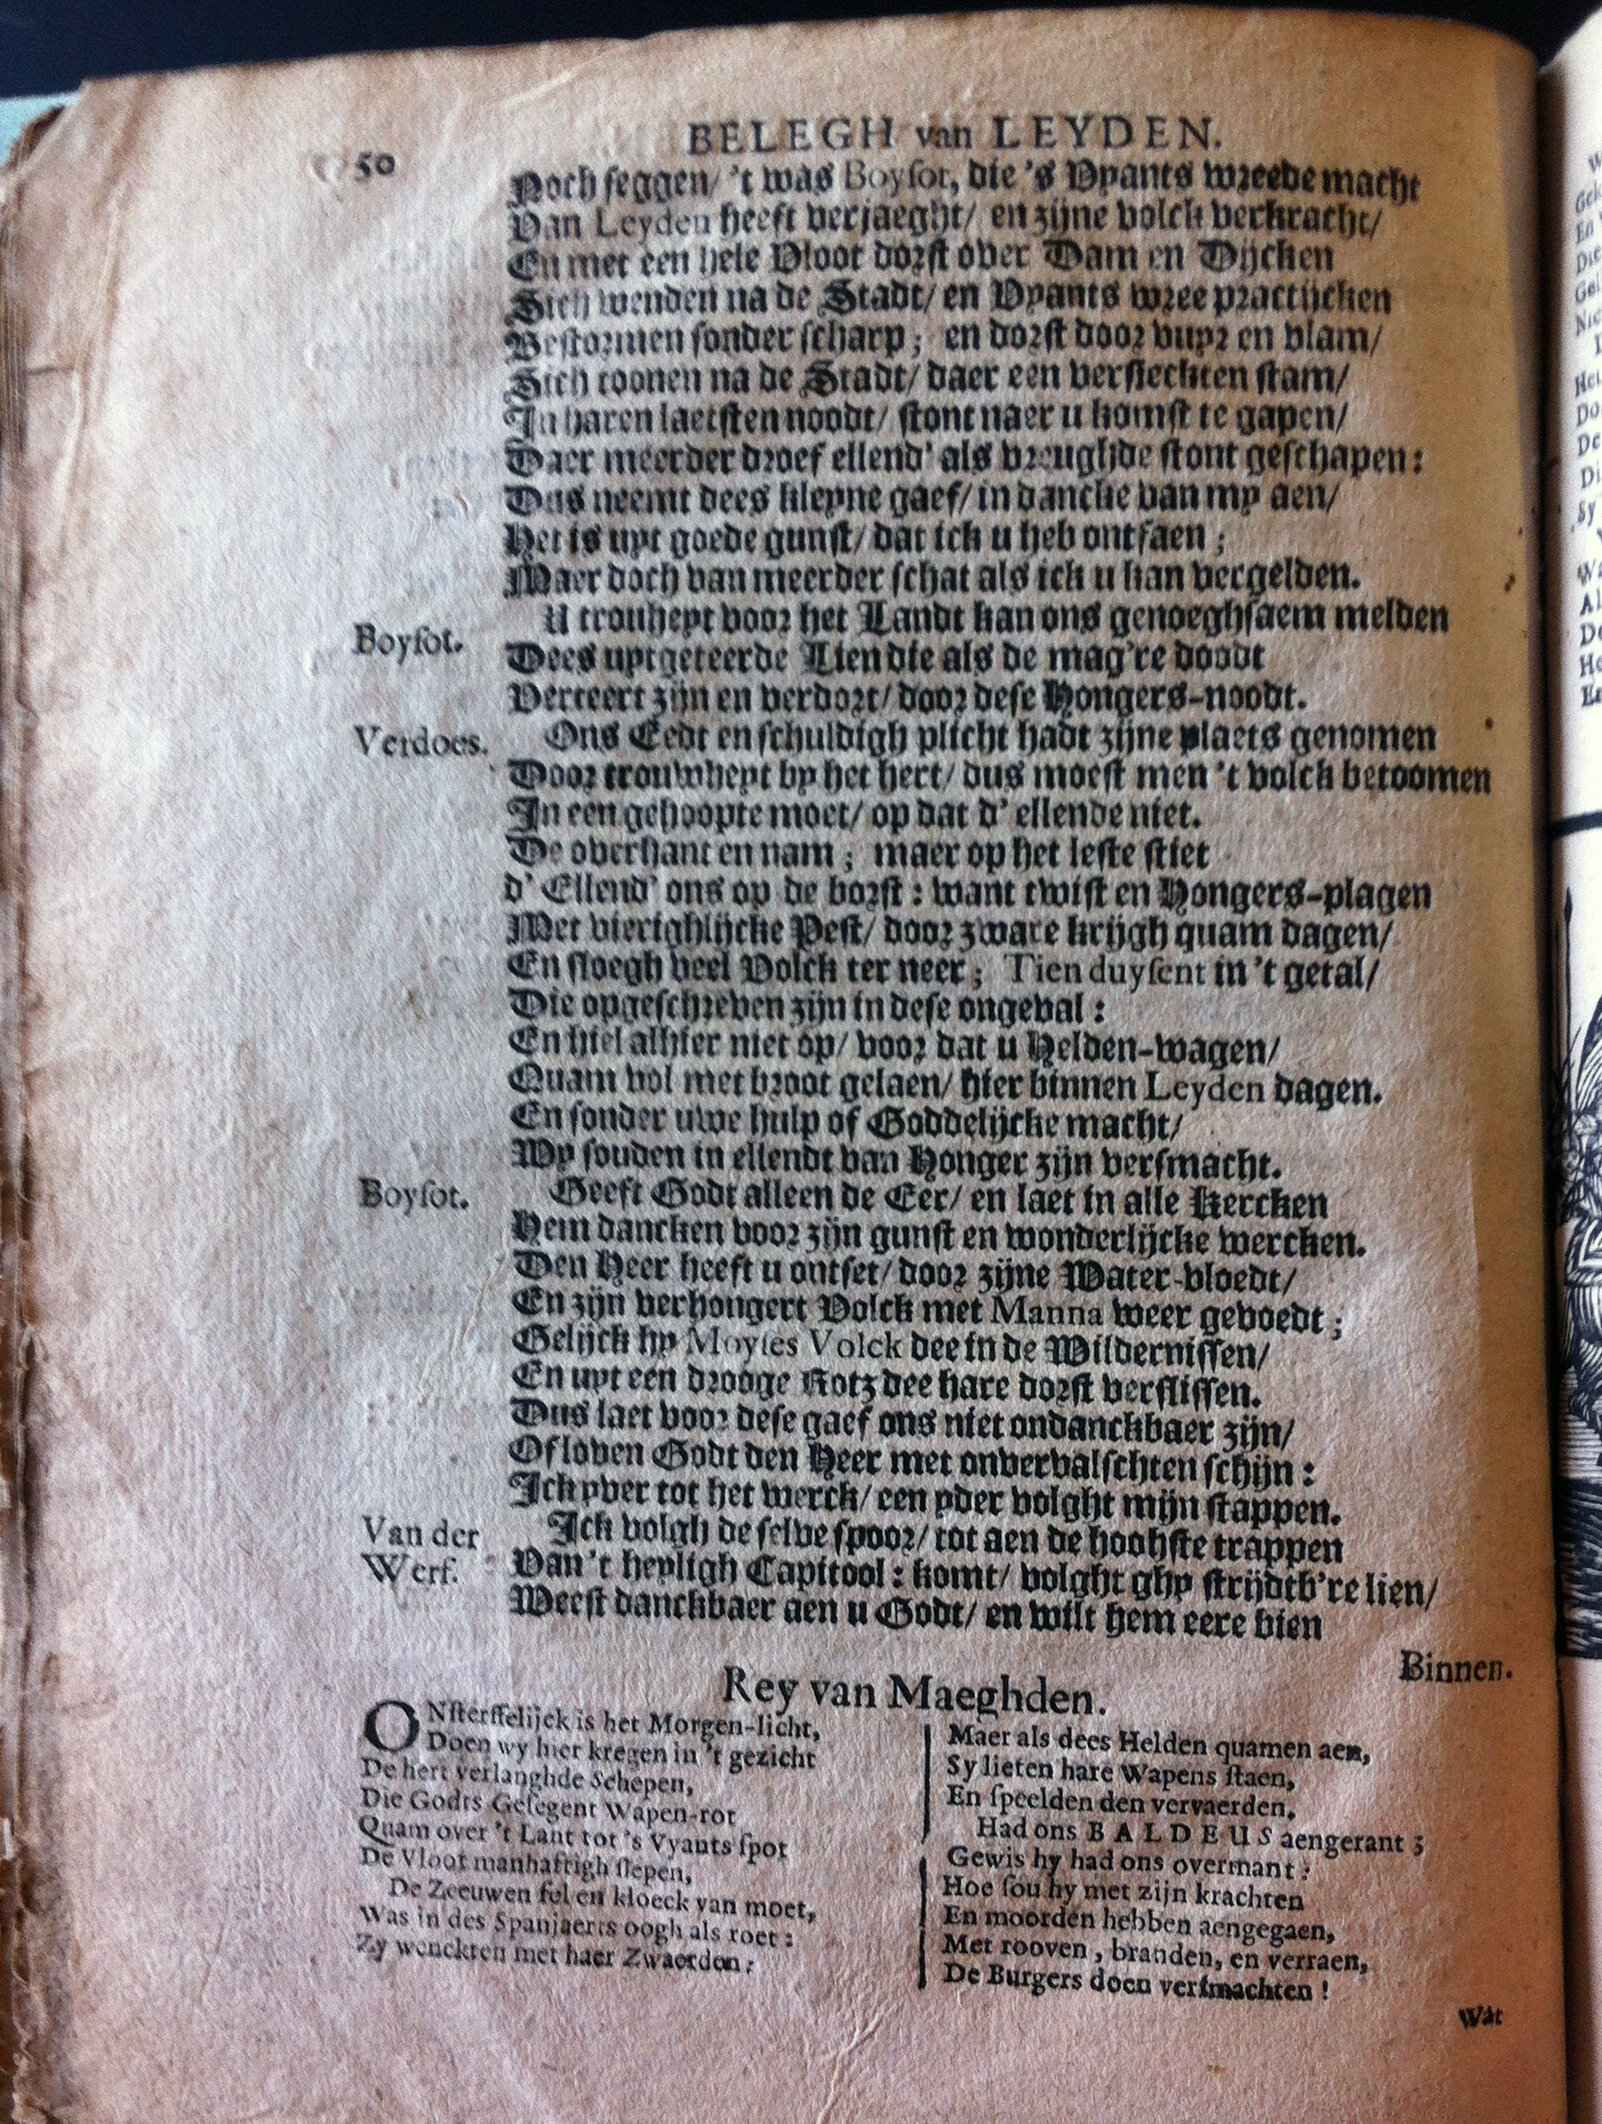 50
BELEGH van LEYDEN.
Noch seggen/ 't was Boysot, die 's Vyants wreede macht
Van Leyden heeft verjaeght/ en zijne volck verkracht/
En met een hele Vloot dorst over Dam en Dijcken
Sich wenden na de Stadt/ en Vyants wree practijcken
Bestormen sonder scharp; en dorst door vuyr en vlam/
Sich toonen na de Stadt/ daer een verslechten stam/
In haren laetsten noodt/ stont naer u komst te gapen/
Daer meerder droef ellend' als vreughde stont geschapen:
Dus neemt dees kleyne gaef/ in dancke van my aen/
Het is uyt goede gunst/ dat ick u heb ontfaen;
Maer doch van meerder schat als ick u kan vergelden.
Boysot. U trouheyt voor het Landt kan ons genoeghsaem melden
Dees uytgeteerde Lien die als de mag're doodt
Verteert zijn en verdort/ door dese Hongers-noodt.
Verdoes. Ons Eedt en schuldigh plicht hadt zijne plaets genomen
Door trouwheyt by het hert/ dus moest men 't volck betoomen
In een gehoopte moet/ op dat d' ellende niet.
De overhant en nam; maer op het leste stiet
d' Ellend' ons op de borst: want twist en Hongers-plagen
Met vierighlijcke Pest/ door zware krijgh quam dagen/
En sloegh veel Volck ter neer; Tien duysent in 't getal/
Die opgeschreven zijn in dese ongeval:
En hiel alhier niet op/ voor dat u Helden-wagen/
Quam vol met broot gelaen/ hier binnen Leyden dagen.
En sonder uwe hulp of Goddelijcke macht/
Wy souden in ellendt van Honger zijn versmacht.
Boysot. Geeft Godt alleen de Eer/ en laet in alle Kercken
Hem dancken voor zijn gunst en wonderlijcke wercken.
Den Heer heeft u ontset/ door zijne Water-vloedt/
En zijn verhongert Volck met Manna weer gevoedt;
Gelijck hy Moyses Volck dee in de Wildernissen/
En uyt een drooge Rotz dee hare dorst verslissen.
Dus laet voor dese gaef ons niet ondanckbaer zijn/
Of loven Godt den Heer met onvervalschten schijn:
Ick yver tot het werck/ een yder volght mijn stappen.
Van der Ick volgh de selve spoor/ tot aen de hoohste trappen
Werf. Van 't heyligh Capitool: komt/ volght ghy strijdtb're lien/
Weest danckbaer aen u Godt/ en wilt hem eere bien
Binnen.
Rey van Maeghden.
ONsterffelijck is het Morgen-licht,
Doen wy hier kregen in 't gezicht
De hert verlanghde Schepen,
Die Godts Gesegent Wapen-rot
Quam over 't Lant tot 's Vyants spot
De Vloot manhaftigh slepen,
De Zeeuwen fel en kloeck van moet,
Was in des Spanjaerts oogh als roet:
Zy wenckten met haer Zwaerden:
Maer als dees Helden quamen aen,
Sy lieten hare Wapens staen,
En speelden den vervaerden.
Had ons BALDEUS aengerant;
Gewis hy had ons overmant:
Hoe sou hy met zijn krachten
En moorden hebben aengegaen,
Met rooven, branden, en verraen,
De Burgers doen versmachten!
Wat